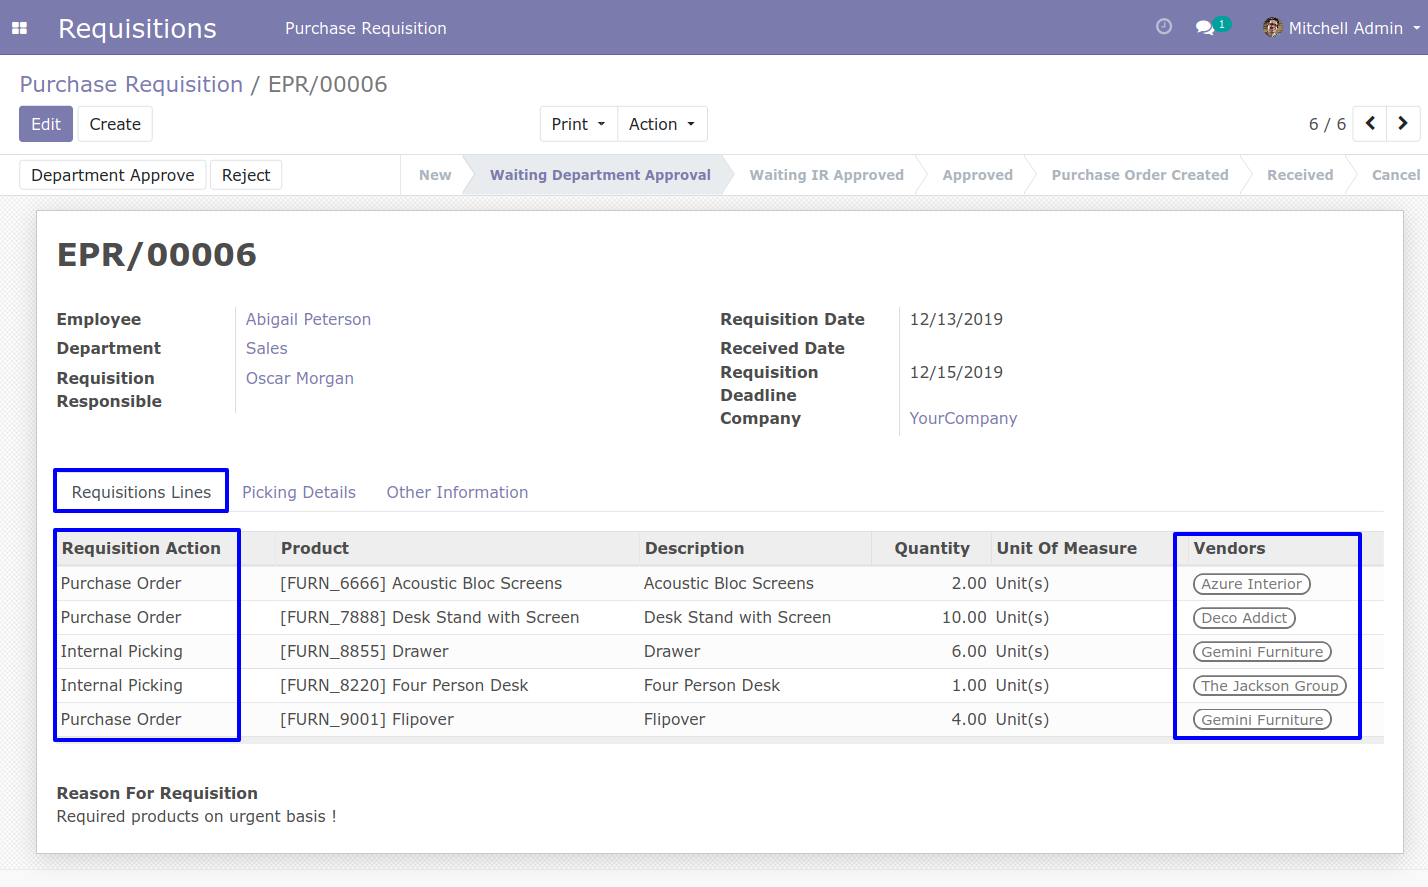 Requisitions Purchase Requisition 1 Mitchell Admin
Purchase Requisition / EPR/00006
Edit Create Print Action 6 / 6
Department Approve Reject New Waiting Department Approval Waiting IR Approved Approved Purchase Order Created Received Cancel
EPR/00006
Employee Abigail Peterson Requisition Date 12/13/2019
Department Sales Received Date
Requisition Responsible Oscar Morgan Requisition Deadline 12/15/2019
Company YourCompany
Requisitions Lines Picking Details Other Information
Requisition Action Product Description Quantity Unit Of Measure Vendors
Purchase Order [FURN_6666] Acoustic Bloc Screens Acoustic Bloc Screens 2.00 Unit(s) Azure Interior
Purchase Order [FURN_7888] Desk Stand with Screen Desk Stand with Screen 10.00 Unit(s) Deco Addict
Internal Picking [FURN_8855] Drawer Drawer 6.00 Unit(s) Gemini Furniture
Internal Picking [FURN_8220] Four Person Desk Four Person Desk 1.00 Unit(s) The Jackson Group
Purchase Order [FURN_9001] Flipover Flipover 4.00 Unit(s) Gemini Furniture
Reason For Requisition
Required products on urgent basis !